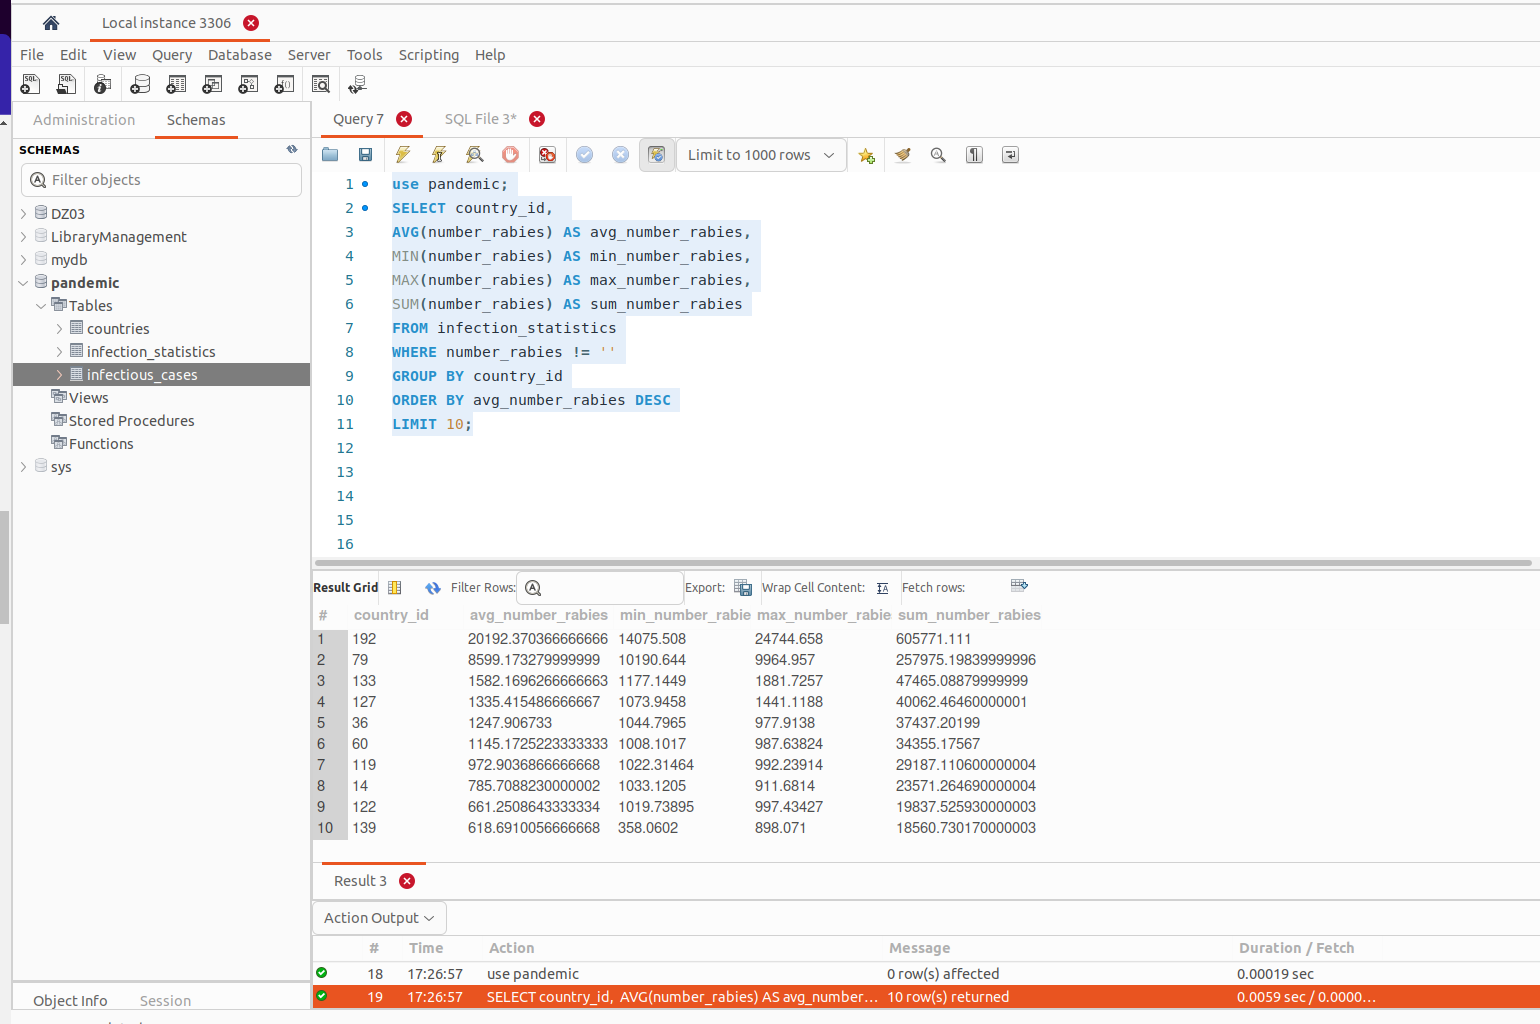 Local instance 3306
File Edit View Query Database Server Tools Scripting Help
Administration Schemas
SCHEMAS
Filter objects
DZ03
LibraryManagement
mydb
pandemic
Tables
countries
infection_statistics
infectious_cases
Views
Stored Procedures
Functions
sys
Object Info Session
Query 7 SQL File 3*
Limit to 1000 rows
1 use pandemic;
2 SELECT country_id,
3 AVG(number_rabies) AS avg_number_rabies,
4 MIN(number_rabies) AS min_number_rabies,
5 MAX(number_rabies) AS max_number_rabies,
6 SUM(number_rabies) AS sum_number_rabies
7 FROM infection_statistics
8 WHERE number_rabies != ''
9 GROUP BY country_id
10 ORDER BY avg_number_rabies DESC
11 LIMIT 10;
12
13
14
15
16
Result Grid Filter Rows: Export: Wrap Cell Content: Fetch rows:
# country_id avg_number_rabies min_number_rabie max_number_rabie sum_number_rabies
1 192 20192.370366666666 14075.508 24744.658 605771.111
2 79 8599.173279999999 10190.644 9964.957 257975.19839999996
3 133 1582.1696266666663 1177.1449 1881.7257 47465.08879999999
4 127 1335.415486666667 1073.9458 1441.1188 40062.46460000001
5 36 1247.906733 1044.7965 977.9138 37437.20199
6 60 1145.1725223333333 1008.1017 987.63824 34355.17567
7 119 972.9036866666668 1022.31464 992.23914 29187.110600000004
8 14 785.7088230000002 1033.1205 911.6814 23571.264690000004
9 122 661.2508643333334 1019.73895 997.43427 19837.525930000003
10 139 618.6910056666668 358.0602 898.071 18560.730170000003
Result 3
Action Output
# Time Action Message Duration / Fetch
18 17:26:57 use pandemic 0 row(s) affected 0.00019 sec
19 17:26:57 SELECT country_id, AVG(number_rabies) AS avg_number... 10 row(s) returned 0.0059 sec / 0.0000...